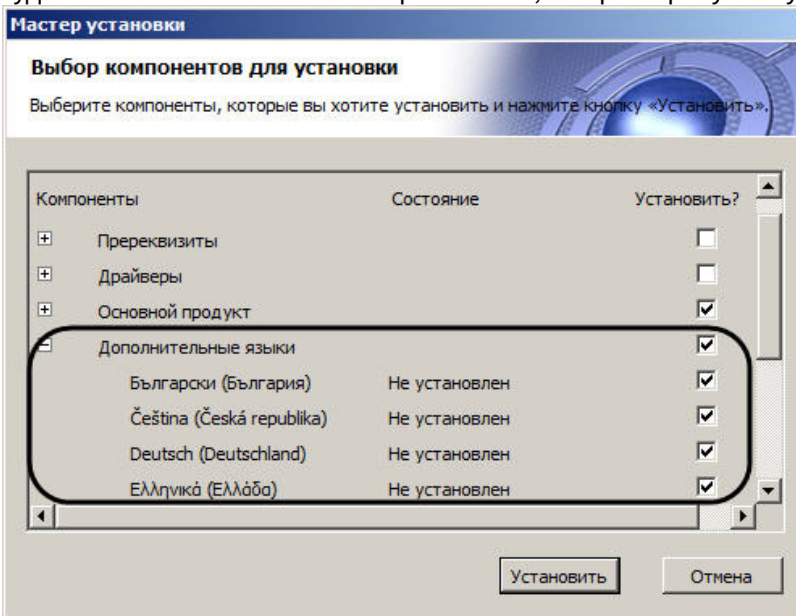 Мастер установки
Выбор компонентов для установки
Выберите компоненты, которые вы хотите установить и нажмите кнопку «Установить».
Компоненты Состояние Установить?
Пререквизиты
Драйверы
Основной продукт
Дополнительные языки
Български (България) Не установлен
Čeština (Česká republika) Не установлен
Deutsch (Deutschland) Не установлен
Ελληνικά (Ελλάδα) Не установлен
Установить Отмена